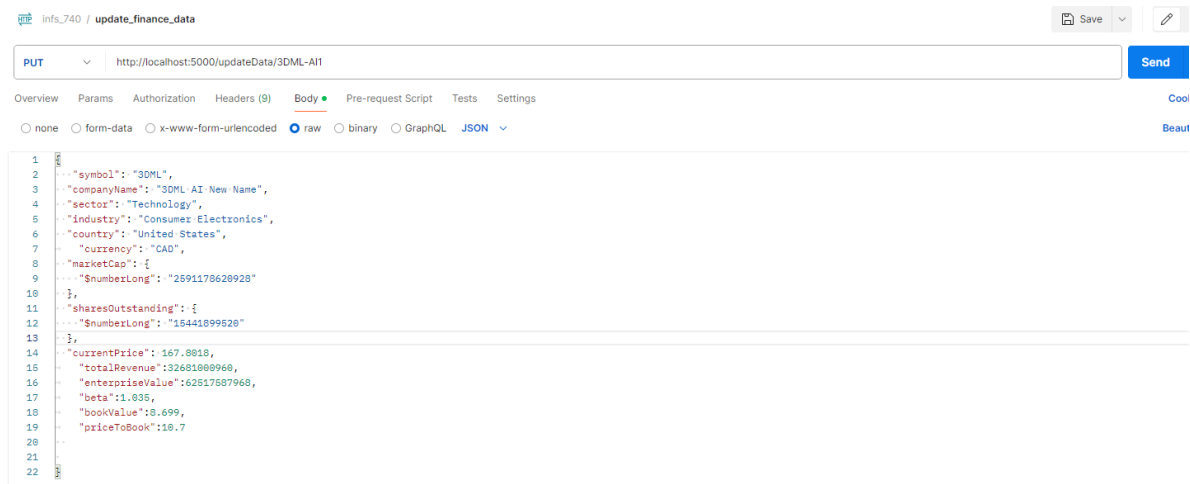 HTTP infs_740 / update_finance_data Save
PUT http://localhost:5000/updateData/3DML-AI1 Send
Overview Params Authorization Headers (9) Body Pre-request Script Tests Settings Cool
none form-data x-www-form-urlencoded raw binary GraphQL JSON Beaut
1 {
2 "symbol": "3DML",
3 "companyName": "3DML AI New Name",
4 "sector": "Technology",
5 "industry": "Consumer Electronics",
6 "country": "United States",
7 "currency": "CAD",
8 "marketCap": {
9 "$numberLong": "2591178620928"
10 },
11 "sharesOutstanding": {
12 "$numberLong": "15441899520"
13 },
14 "currentPrice": 167.8018,
15 "totalRevenue":32681000960,
16 "enterpriseValue":62517587968,
17 "beta":1.035,
18 "bookValue":8.699,
19 "priceToBook":10.7
20
21
22 }